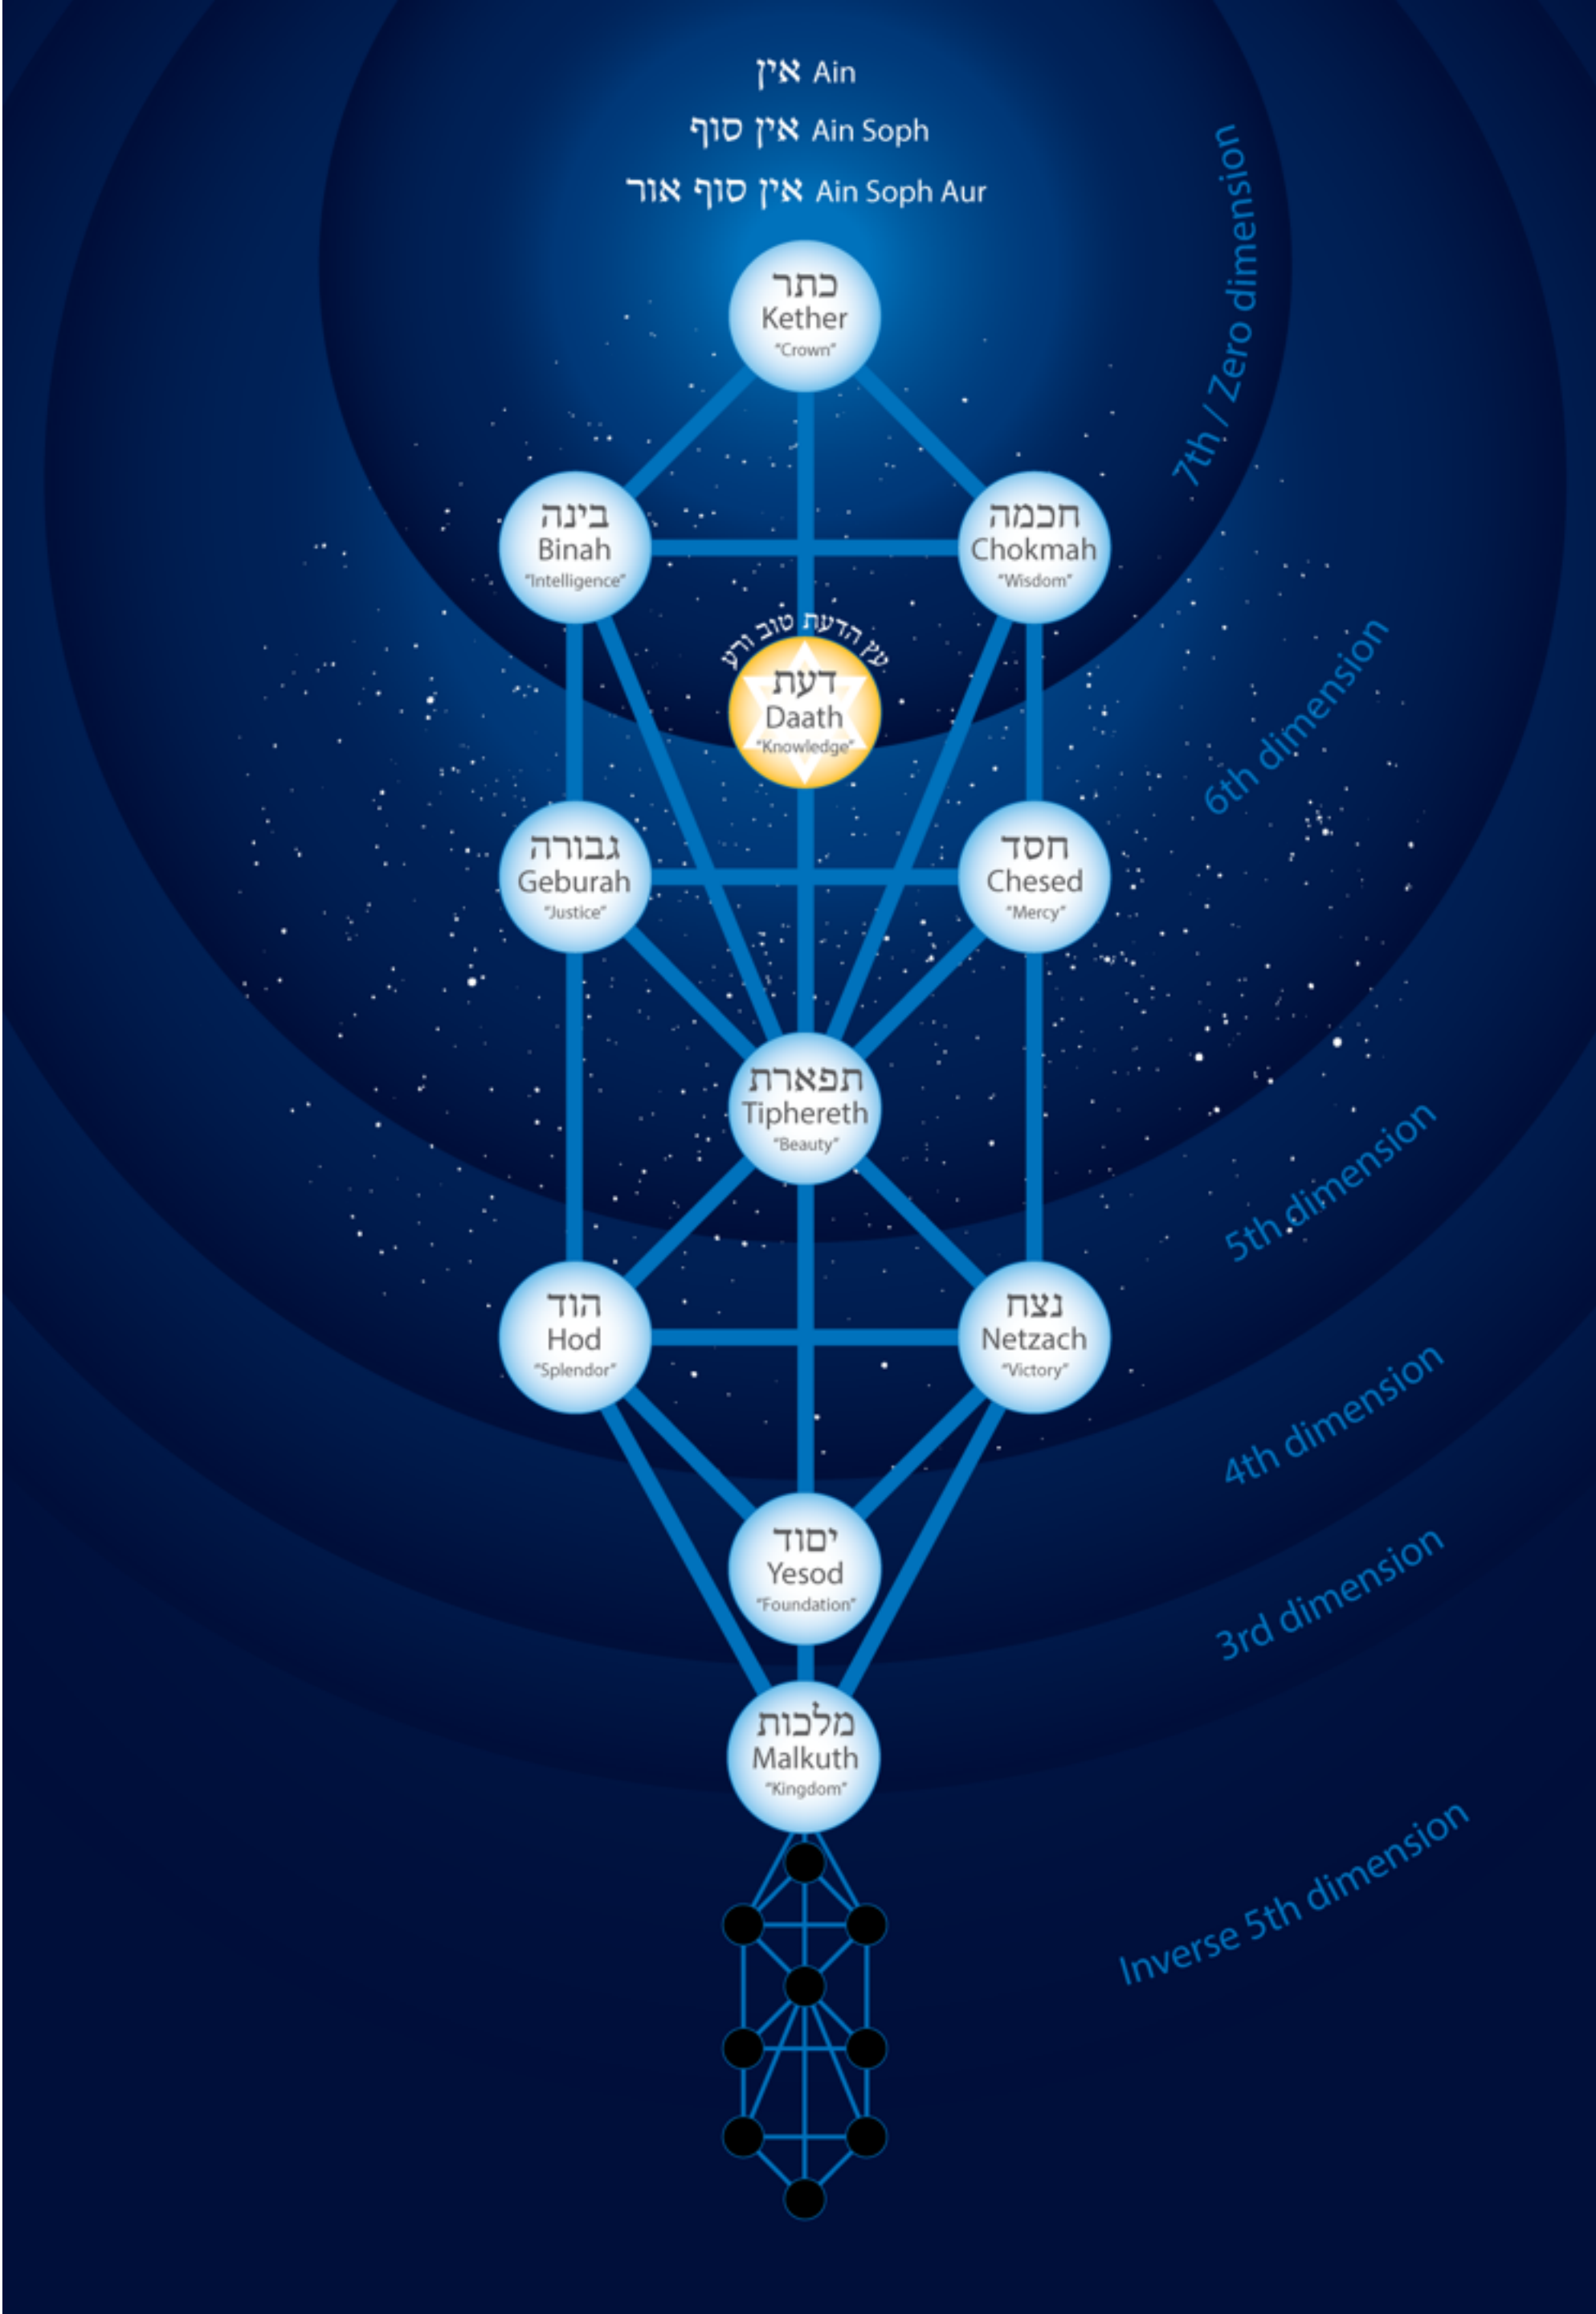 אין Ain
אין סוף Ain Soph
אין סוף אור Ain Soph Aur
7th / Zero dimension
כתר
Kether
“Crown”
בינה
Binah
“Intelligence”
חכמה
Chokmah
“Wisdom”
עץ הדעת טוב ורע
דעת
Daath
“Knowledge”
6th dimension
גבורה
Geburah
“Justice”
חסד
Chesed
“Mercy”
תפארת
Tiphereth
“Beauty”
5th dimension
הוד
Hod
“Splendor”
נצח
Netzach
“Victory”
4th dimension
יסוד
Yesod
“Foundation”
3rd dimension
מלכות
Malkuth
“Kingdom”
Inverse 5th dimension